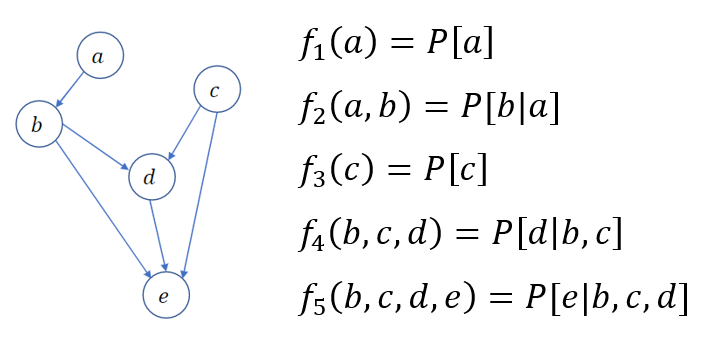 a
c
b
d
e
f₁(a) = P[a]
f₂(a, b) = P[b|a]
f₃(c) = P[c]
f₄(b, c, d) = P[d|b, c]
f₅(b, c, d, e) = P[e|b, c, d]